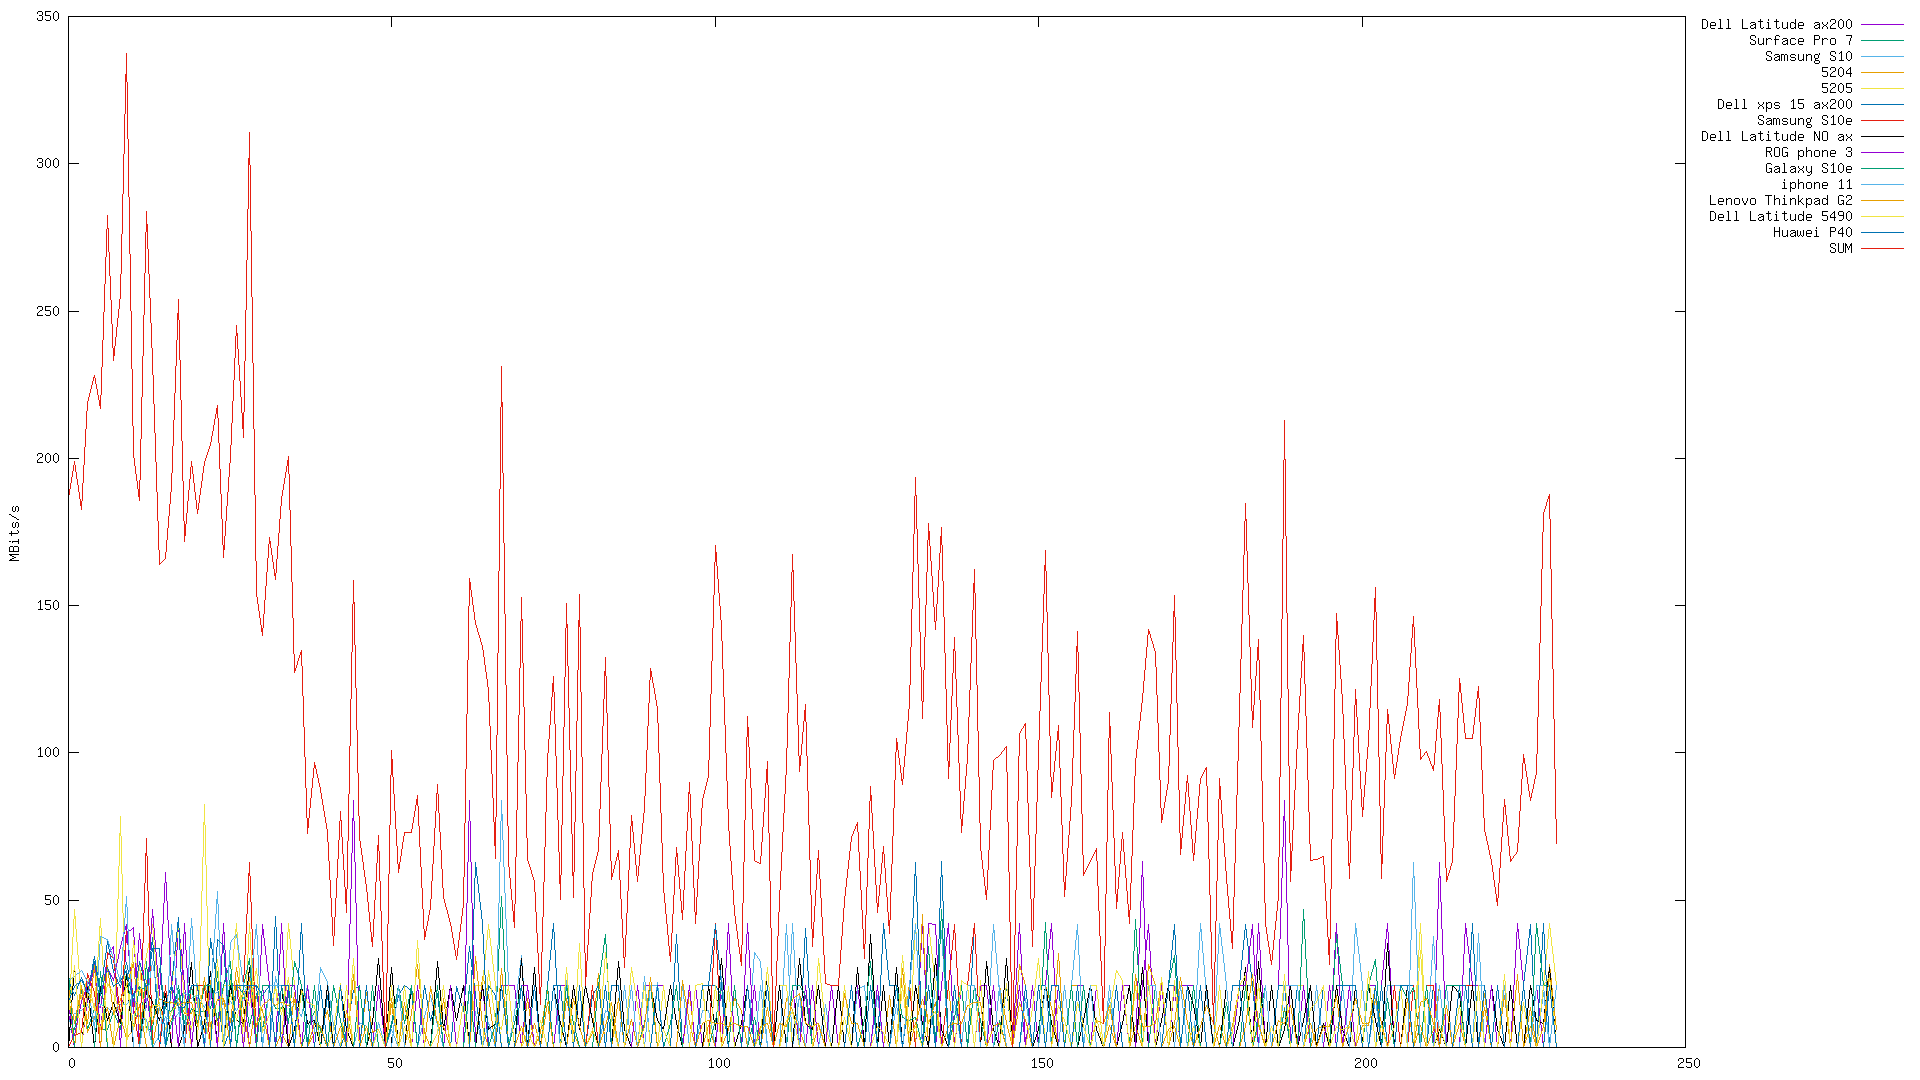 350
300
250
200
150
100
50
0
MBits/s
0 50 100 150 200 250
Dell Latitude ax200
Surface Pro 7
Samsung S10
5204
5205
Dell xps 15 ax200
Samsung S10e
Dell Latitude NO ax
ROG phone 3
Galaxy S10e
iphone 11
Lenovo Thinkpad G2
Dell Latitude 5490
Huawei P40
SUM